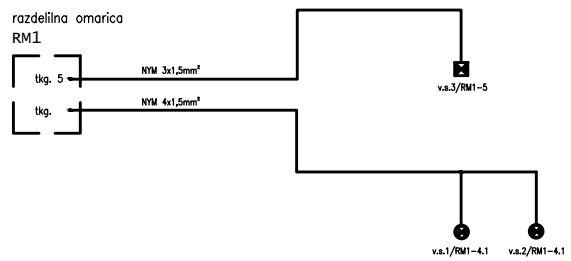 razdelilna omarica
RM1
tkg. 5
NYM 3x1,5mm²
tkg.
NYM 4x1,5mm²
v.s.3/RM1-5
v.s.1/RM1-4.1
v.s.2/RM1-4.1